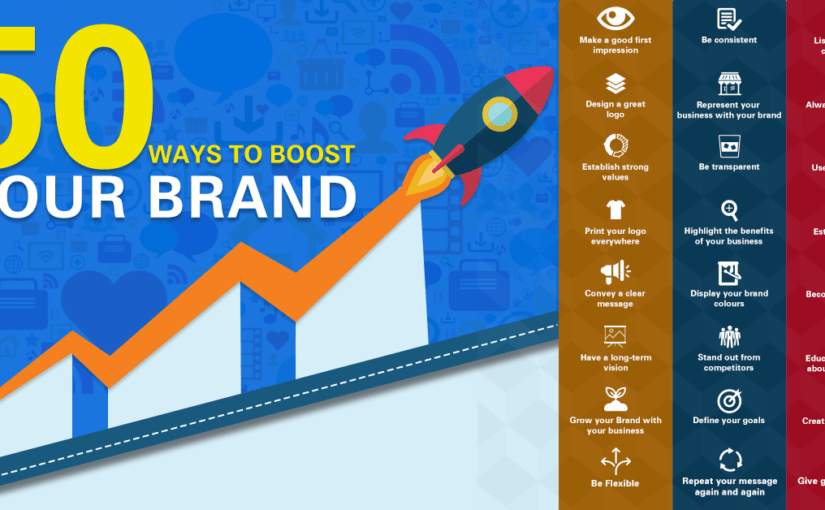 50
WAYS TO BOOST
OUR BRAND
Make a good first
impression
Design a great
logo
Establish strong
values
Print your logo
everywhere
Convey a clear
message
Have a long-term
vision
Grow your Brand with
your business
Be Flexible
Be consistent
Represent your
business with your brand
Be transparent
Highlight the benefits
of your business
Display your brand
colours
Stand out from
competitors
Define your goals
Repeat your message
again and again
Give g